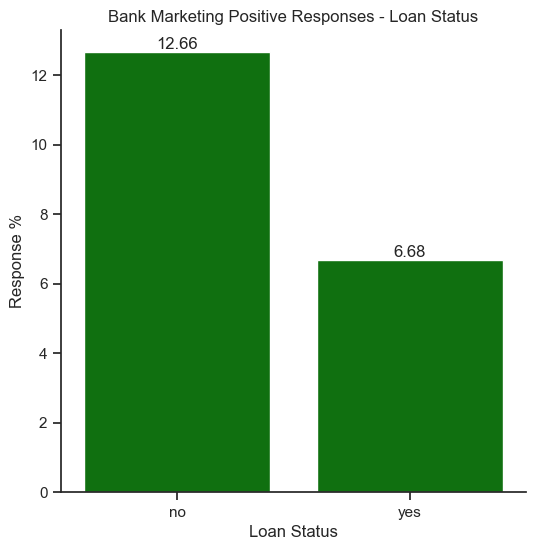 Bank Marketing Positive Responses - Loan Status
12.66
6.68
12
10
8
6
4
2
0
Response %
no
yes
Loan Status